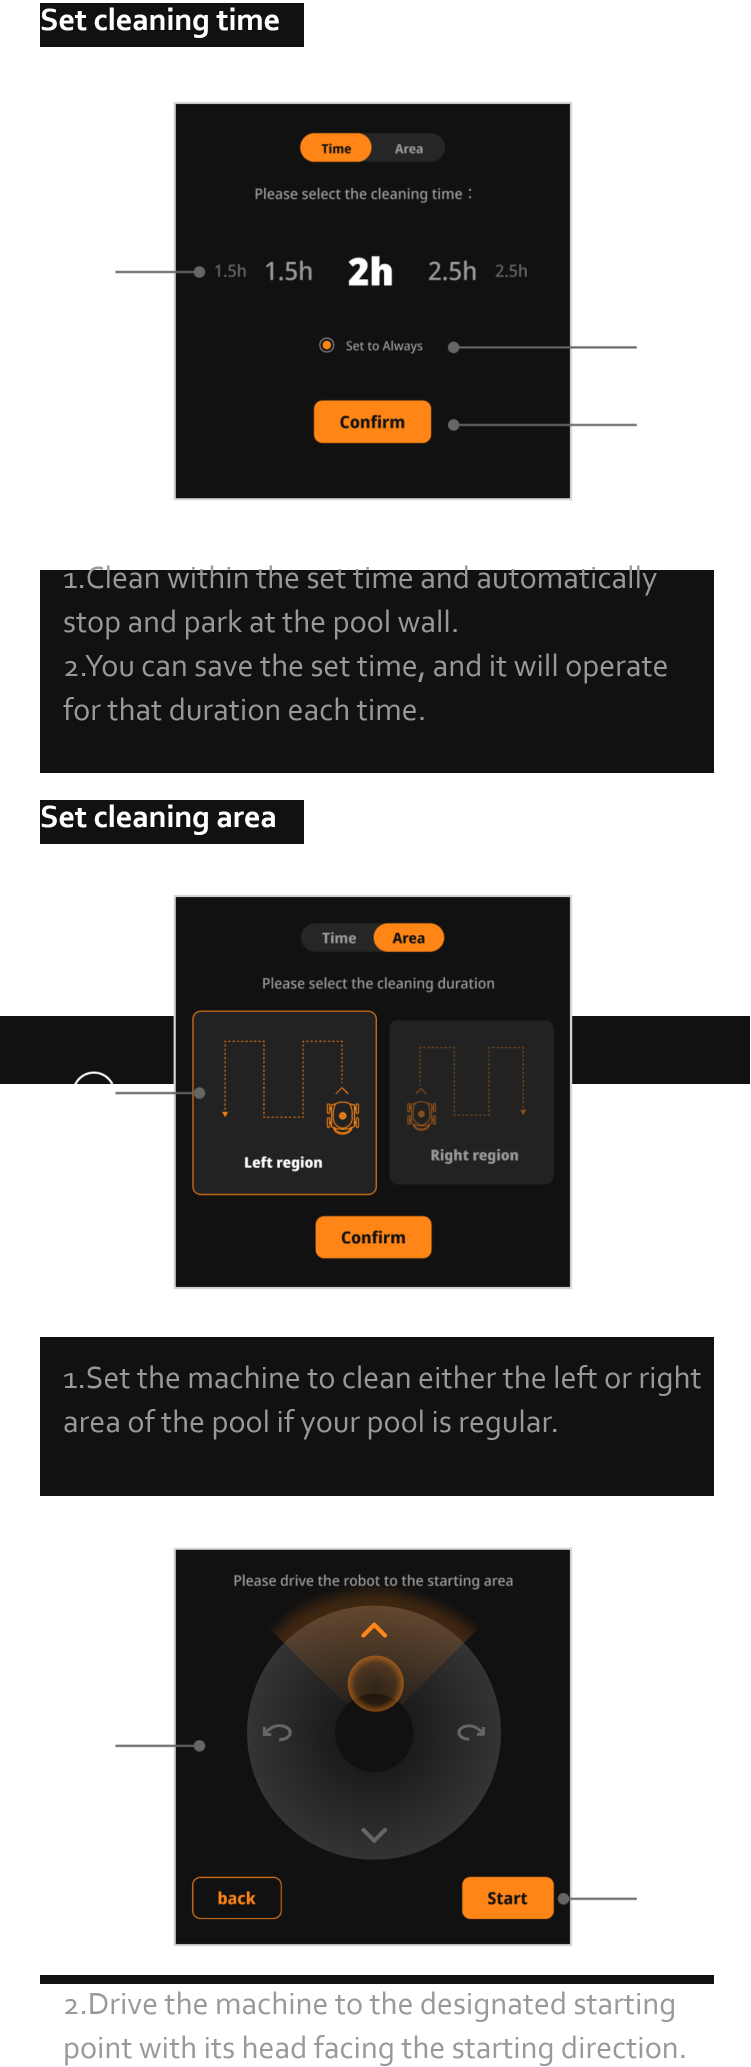 Set cleaning time
Time Area
Please select the cleaning time：
1.5h 1.5h 2h 2.5h 2.5h
Set to Always
Confirm
1.Clean within the set time and automatically
stop and park at the pool wall.
2.You can save the set time, and it will operate
for that duration each time.
Set cleaning area
Time Area
Please select the cleaning duration
Left region Right region
Confirm
1.Set the machine to clean either the left or right
area of the pool if your pool is regular.
Please drive the robot to the starting area
back Start
2.Drive the machine to the designated starting
point with its head facing the starting direction.